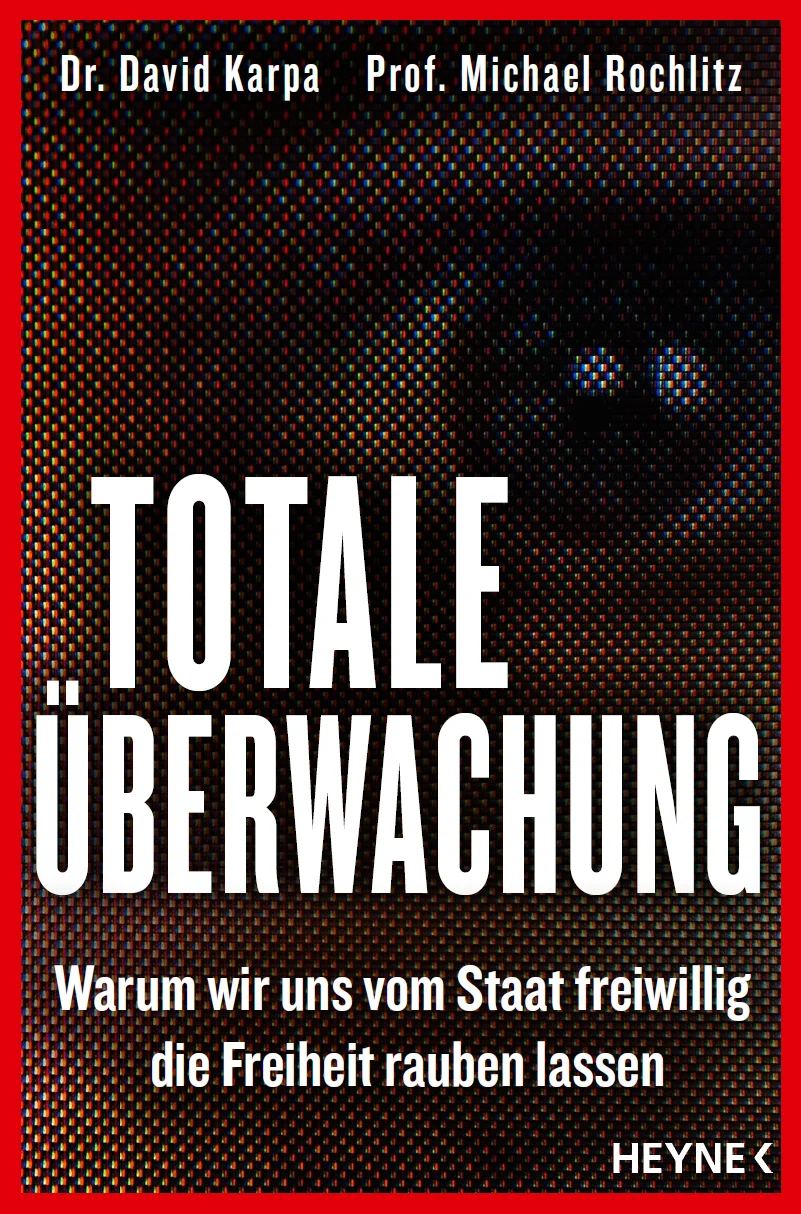 Dr. David Karpa Prof. Michael Rochlitz
TOTALE
ÜBERWACHUNG
Warum wir uns vom Staat freiwillig
die Freiheit rauben lassen
HEYNE